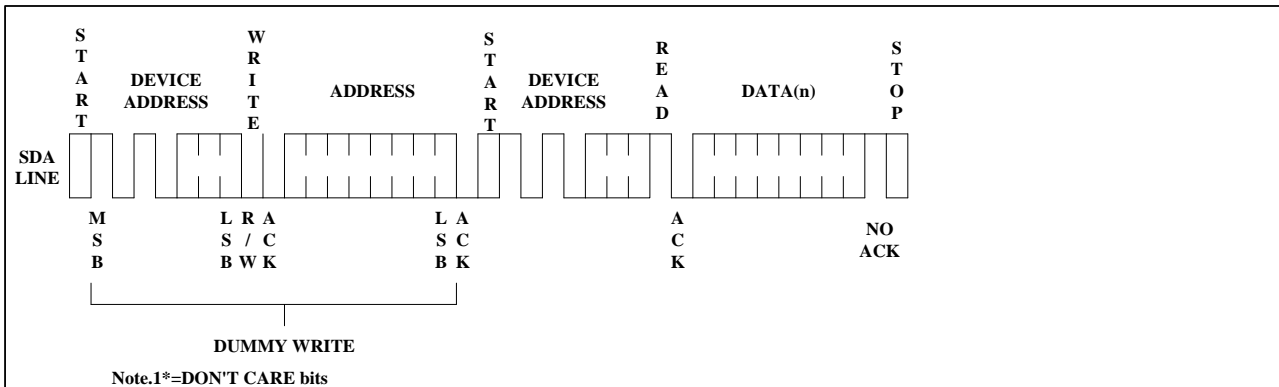 START
DEVICE
ADDRESS
WRITE
ADDRESS
START
DEVICE
ADDRESS
READ
DATA(n)
STOP
SDA
LINE
MSB
LSB
R/W
ACK
LSB
ACK
ACK
NO
ACK
DUMMY WRITE
Note.1*=DON'T CARE bits